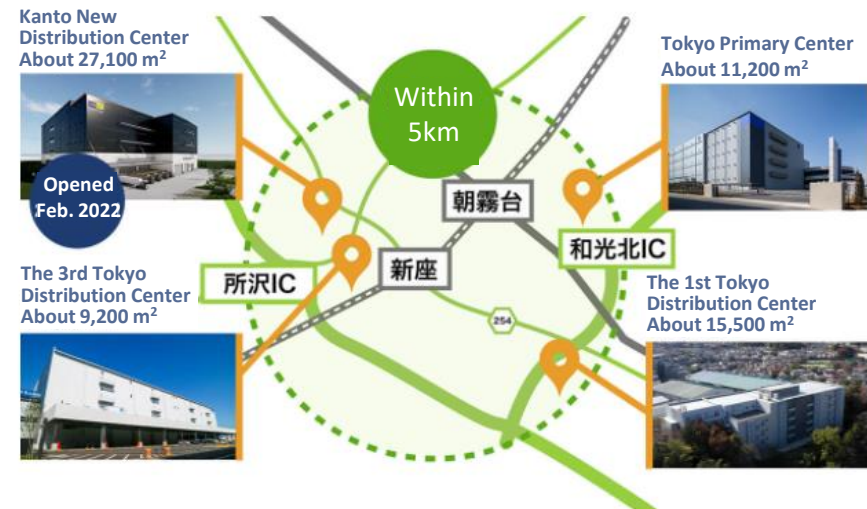 Kanto New
Distribution Center
About 27,100 m²
Opened
Feb. 2022
Within
5km
Tokyo Primary Center
About 11,200 m²
朝霧台
和光北IC
新座
所沢IC
254
The 3rd Tokyo
Distribution Center
About 9,200 m²
The 1st Tokyo
Distribution Center
About 15,500 m²